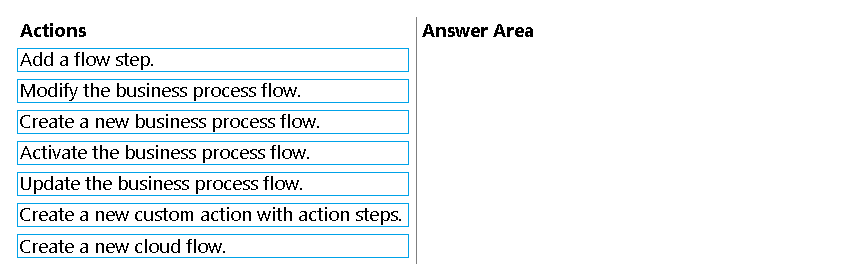 Actions
Answer Area
Add a flow step.
Modify the business process flow.
Create a new business process flow.
Activate the business process flow.
Update the business process flow.
Create a new custom action with action steps.
Create a new cloud flow.